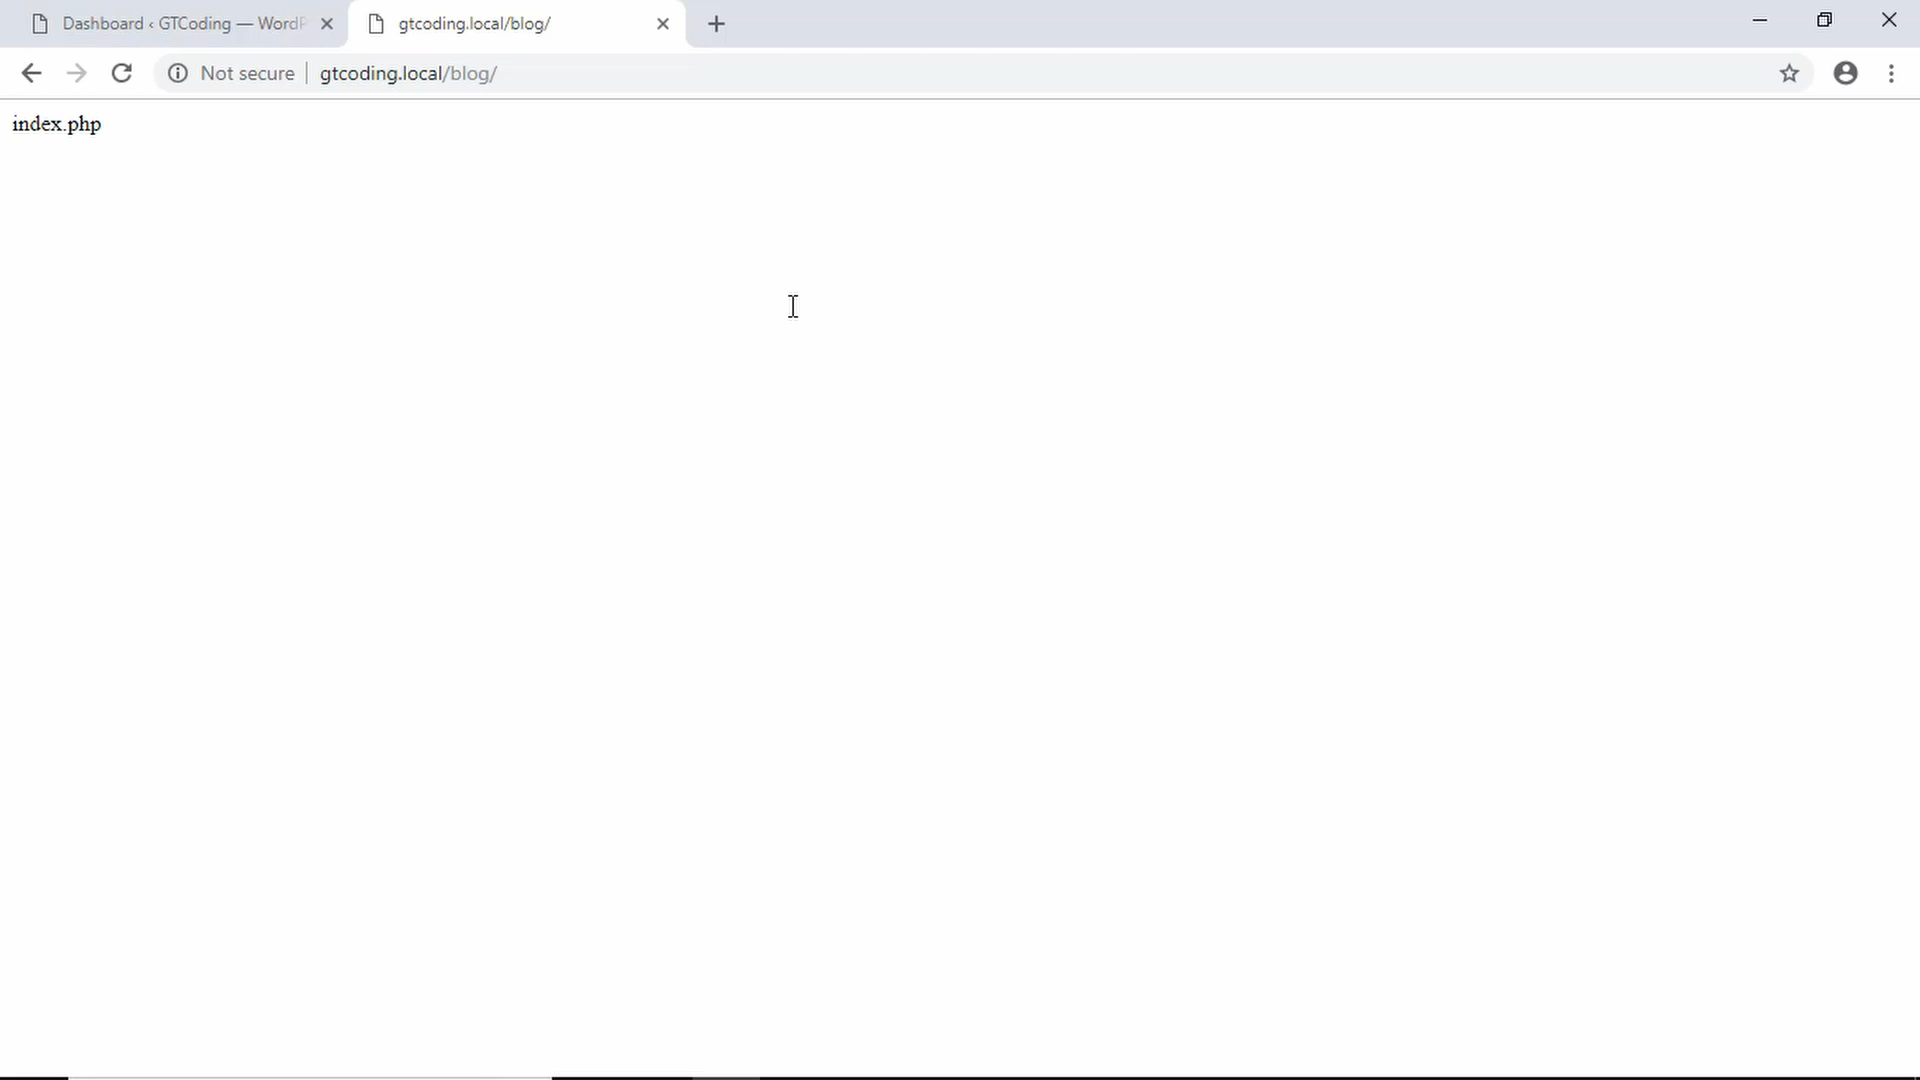 Dashboard ‹ GTCoding — WordP
gtcoding.local/blog/
Not secure
gtcoding.local/blog/
index.php